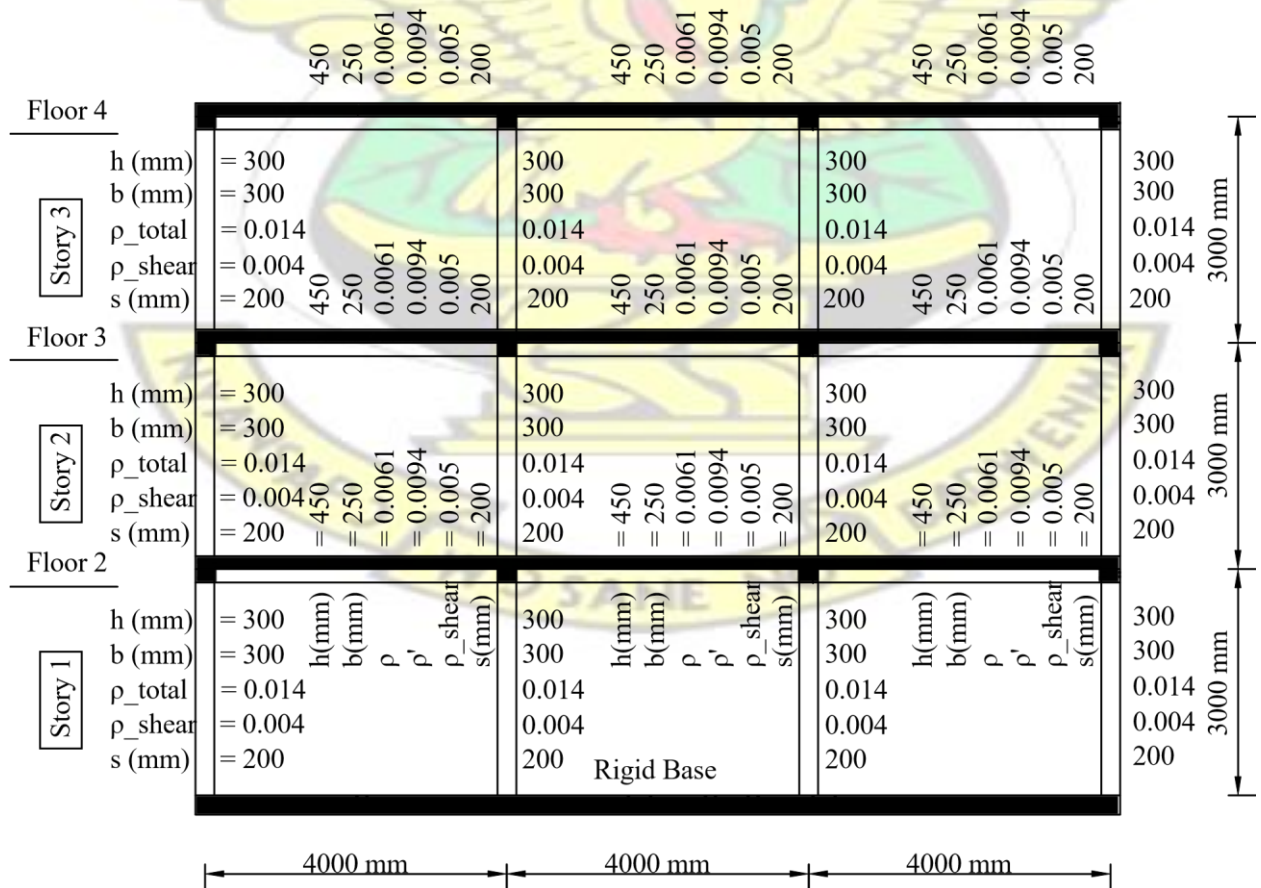 450 250 0.0061 0.0094 0.005 200 450 250 0.0061 0.0094 0.005 200 450 250 0.0061 0.0094 0.005 200
Floor 4
h (mm) = 300 300 300 300
b (mm) = 300 300 300 300
ρ_total = 0.014 0.014 0.014 0.014
ρ_shear = 0.004 0.004 0.004 0.004
s (mm) = 200 200 200 200
Story 3
3000 mm
450 250 0.0061 0.0094 0.005 200 450 250 0.0061 0.0094 0.005 200 450 250 0.0061 0.0094 0.005 200
Floor 3
h (mm) = 300 300 300 300
b (mm) = 300 300 300 300
ρ_total = 0.014 0.014 0.014 0.014
ρ_shear = 0.004 0.004 0.004 0.004
s (mm) = 200 200 200 200
Story 2
3000 mm
= 450 = 250 = 0.0061 = 0.0094 = 0.005 = 200 = 450 = 250 = 0.0061 = 0.0094 = 0.005 = 200 = 450 = 250 = 0.0061 = 0.0094 = 0.005 = 200
Floor 2
h(mm) b(mm) ρ ρ' ρ_shear s(mm) h(mm) b(mm) ρ ρ' ρ_shear s(mm) h(mm) b(mm) ρ ρ' ρ_shear s(mm)
h (mm) = 300 300 300 300
b (mm) = 300 300 300 300
ρ_total = 0.014 0.014 0.014 0.014
ρ_shear = 0.004 0.004 0.004 0.004
s (mm) = 200 200 200 200
Story 1
3000 mm
Rigid Base
4000 mm 4000 mm 4000 mm
SANE NO